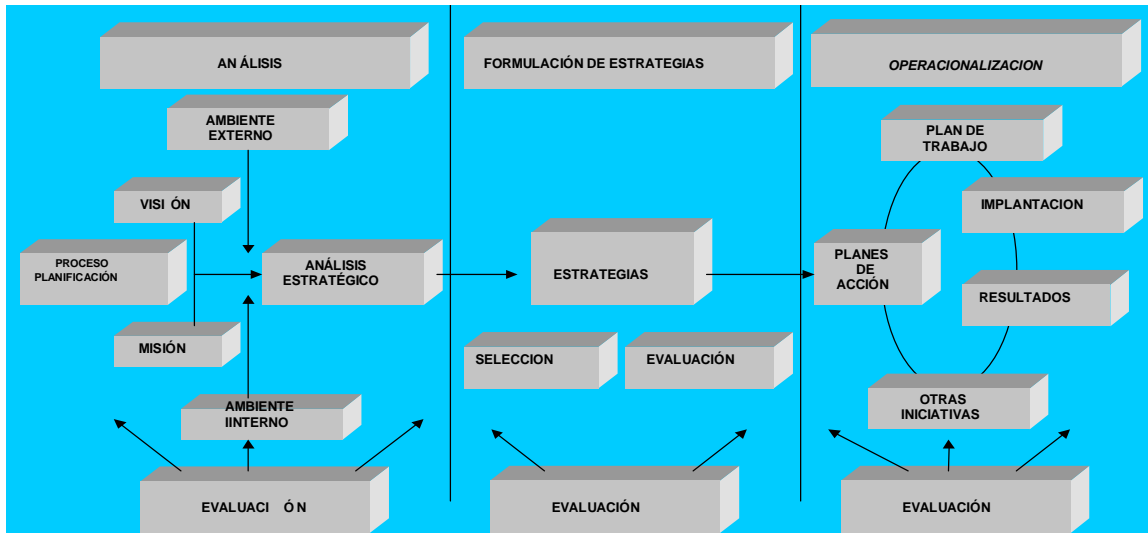 AN ÁLISIS
AMBIENTE
EXTERNO
VISI ÓN
PROCESO
PLANIFICACIÓN
ANÁLISIS
ESTRATÉGICO
MISIÓN
AMBIENTE
IINTERNO
EVALUACI ÓN
FORMULACIÓN DE ESTRATEGIAS
ESTRATEGIAS
SELECCION
EVALUACIÓN
EVALUACIÓN
OPERACIONALIZACION
PLAN DE
TRABAJO
IMPLANTACION
PLANES
DE
ACCIÓN
RESULTADOS
OTRAS
INICIATIVAS
EVALUACIÓN